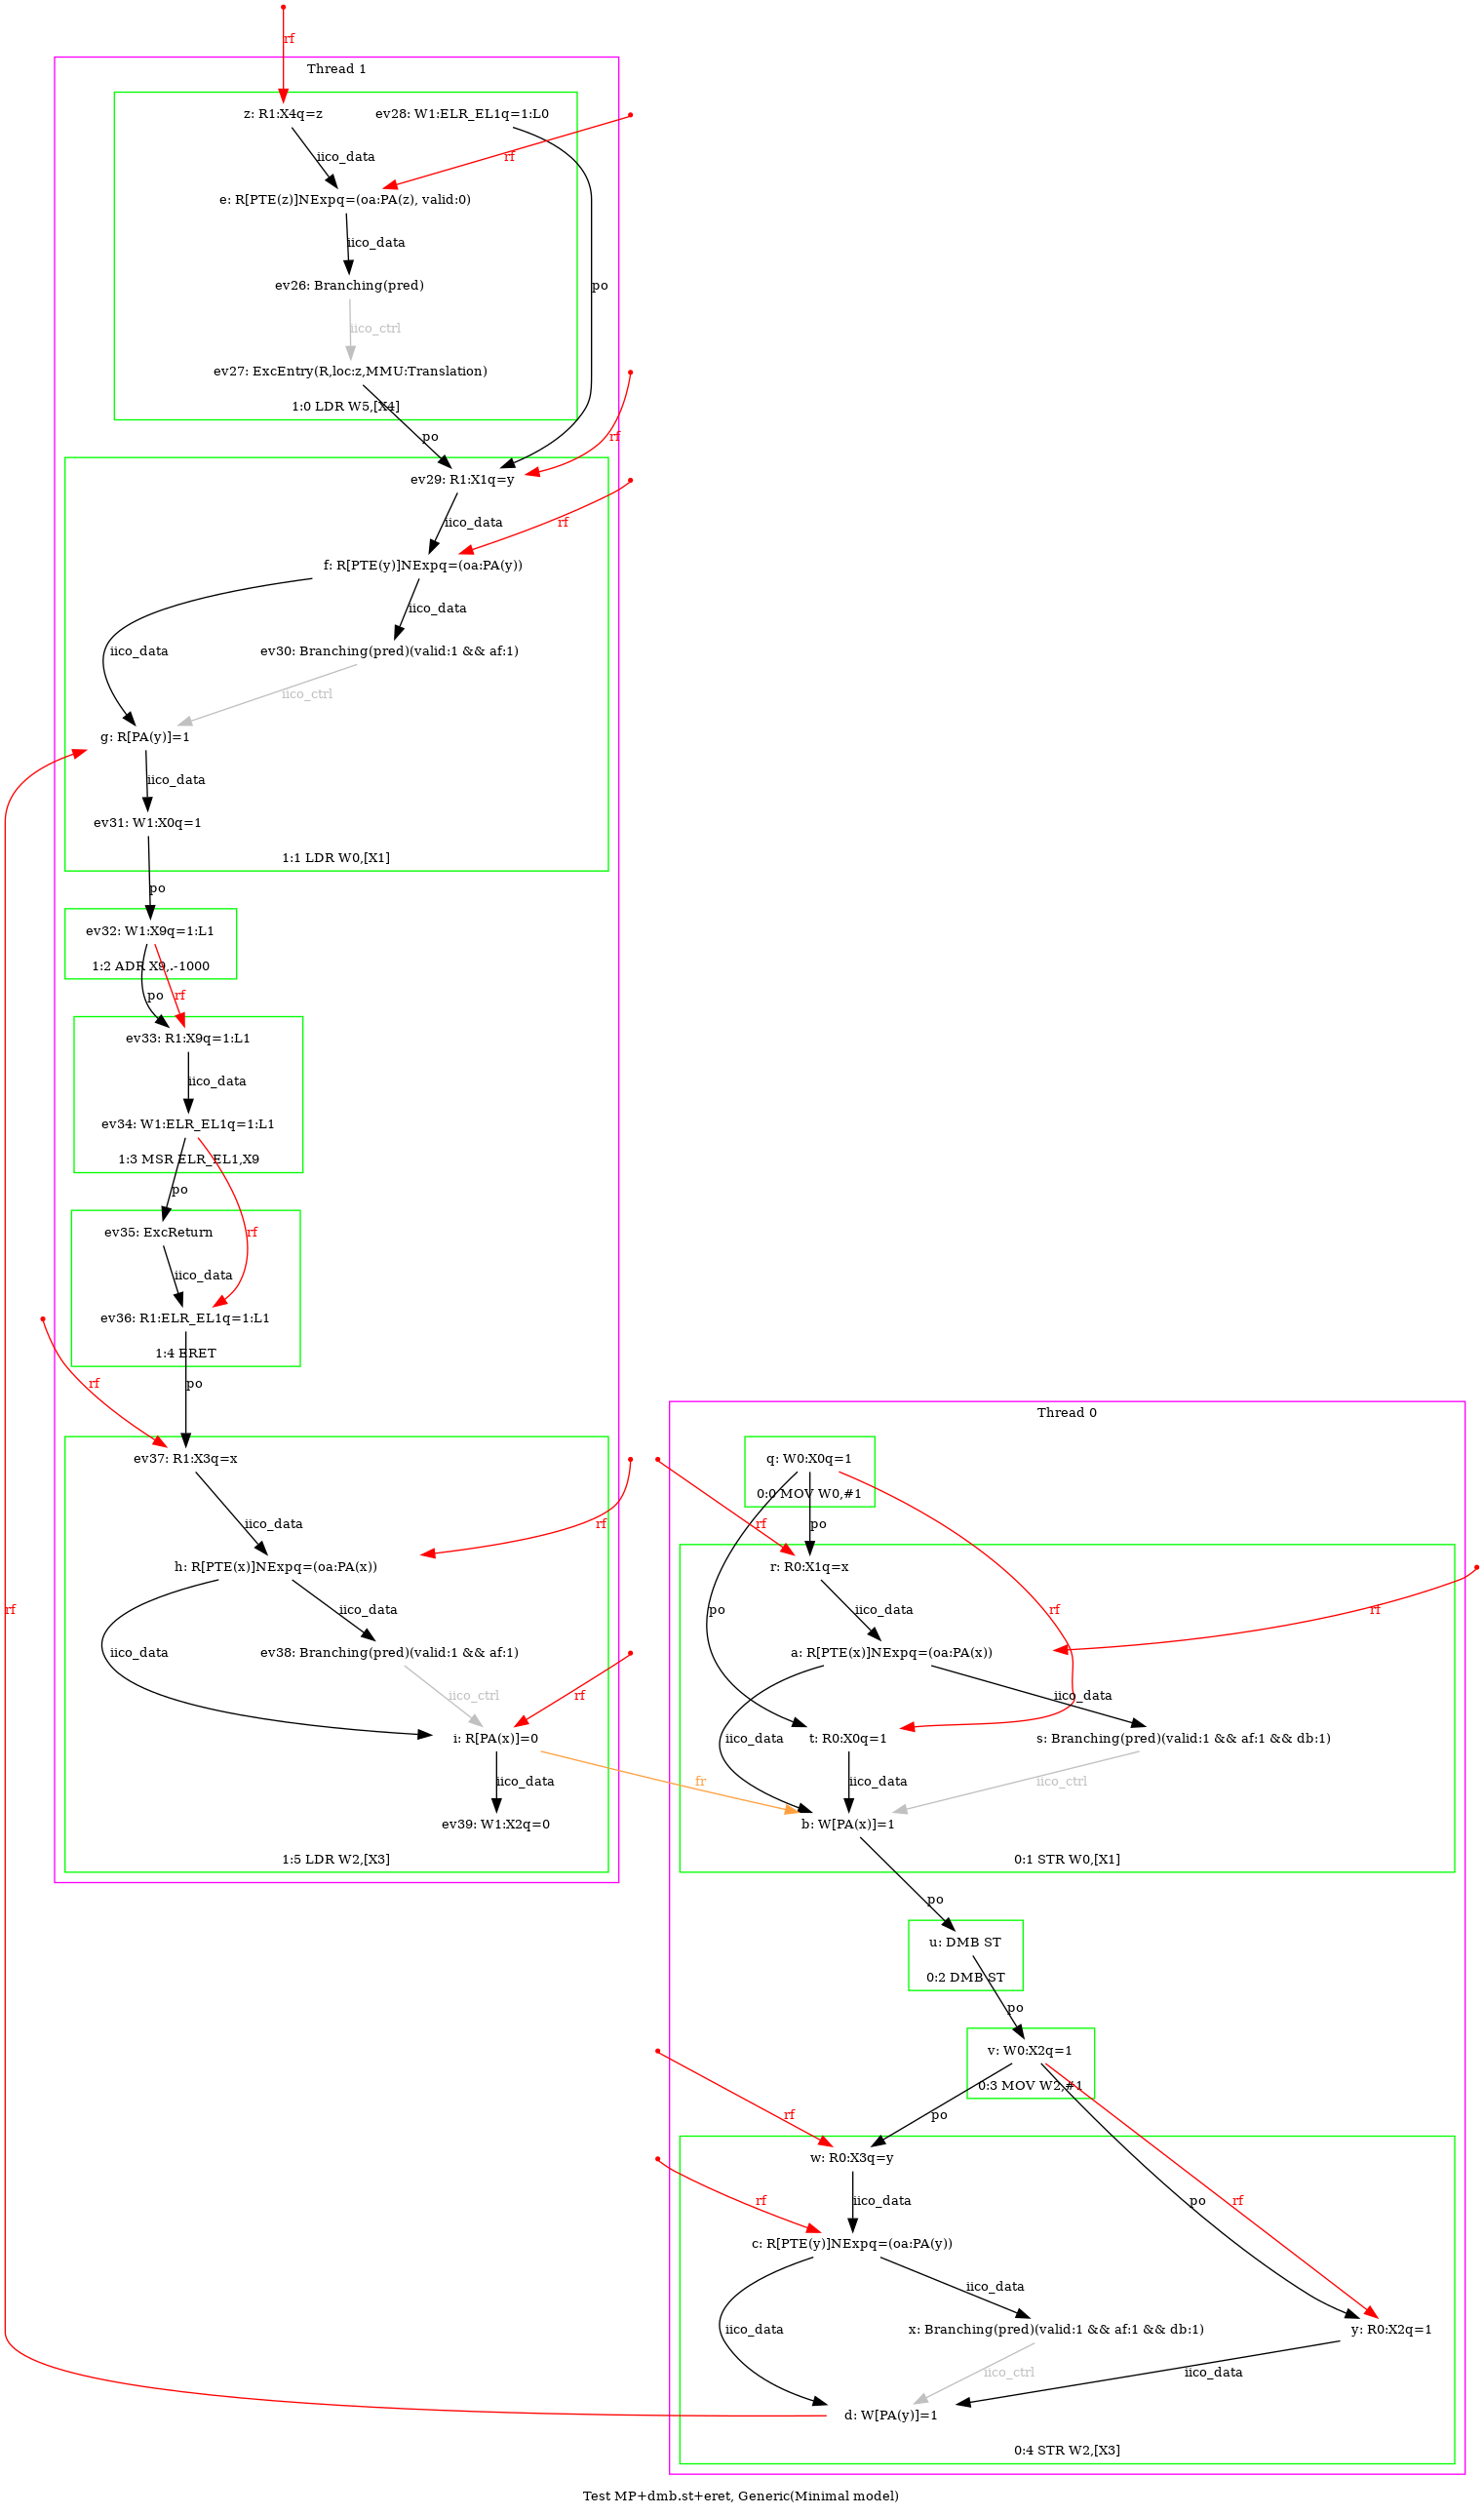 rf
Thread 1
z: R1:X4q=z
ev28: W1:ELR_EL1q=1:L0
iico_data
rf
e: R[PTE(z)]NExpq=(oa:PA(z), valid:0)
iico_data
ev26: Branching(pred)
po
iico_ctrl
ev27: ExcEntry(R,loc:z,MMU:Translation)
1:0 LDR W5,[X4]
po
rf
ev29: R1:X1q=y
iico_data
rf
f: R[PTE(y)]NExpq=(oa:PA(y))
iico_data
iico_data
ev30: Branching(pred)(valid:1 && af:1)
iico_ctrl
g: R[PA(y)]=1
iico_data
ev31: W1:X0q=1
1:1 LDR W0,[X1]
po
ev32: W1:X9q=1:L1
1:2 ADR X9,.-1000
po
rf
ev33: R1:X9q=1:L1
iico_data
ev34: W1:ELR_EL1q=1:L1
1:3 MSR ELR_EL1,X9
po
ev35: ExcReturn
rf
iico_data
ev36: R1:ELR_EL1q=1:L1
1:4 ERET
rf
po
ev37: R1:X3q=x
iico_data
rf
h: R[PTE(x)]NExpq=(oa:PA(x))
iico_data
iico_data
ev38: Branching(pred)(valid:1 && af:1)
iico_ctrl
rf
i: R[PA(x)]=0
iico_data
fr
ev39: W1:X2q=0
1:5 LDR W2,[X3]
rf
Thread 0
q: W0:X0q=1
0:0 MOV W0,#1
rf
po
r: R0:X1q=x
po
iico_data
rf
rf
a: R[PTE(x)]NExpq=(oa:PA(x))
iico_data
iico_data
t: R0:X0q=1
s: Branching(pred)(valid:1 && af:1 && db:1)
iico_data
iico_ctrl
b: W[PA(x)]=1
0:1 STR W0,[X1]
po
u: DMB ST
0:2 DMB ST
po
v: W0:X2q=1
0:3 MOV W2,#1
rf
po
w: R0:X3q=y
rf
iico_data
po
rf
c: R[PTE(y)]NExpq=(oa:PA(y))
iico_data
iico_data
x: Branching(pred)(valid:1 && af:1 && db:1)
y: R0:X2q=1
iico_ctrl
iico_data
d: W[PA(y)]=1
0:4 STR W2,[X3]
Test MP+dmb.st+eret, Generic(Minimal model)